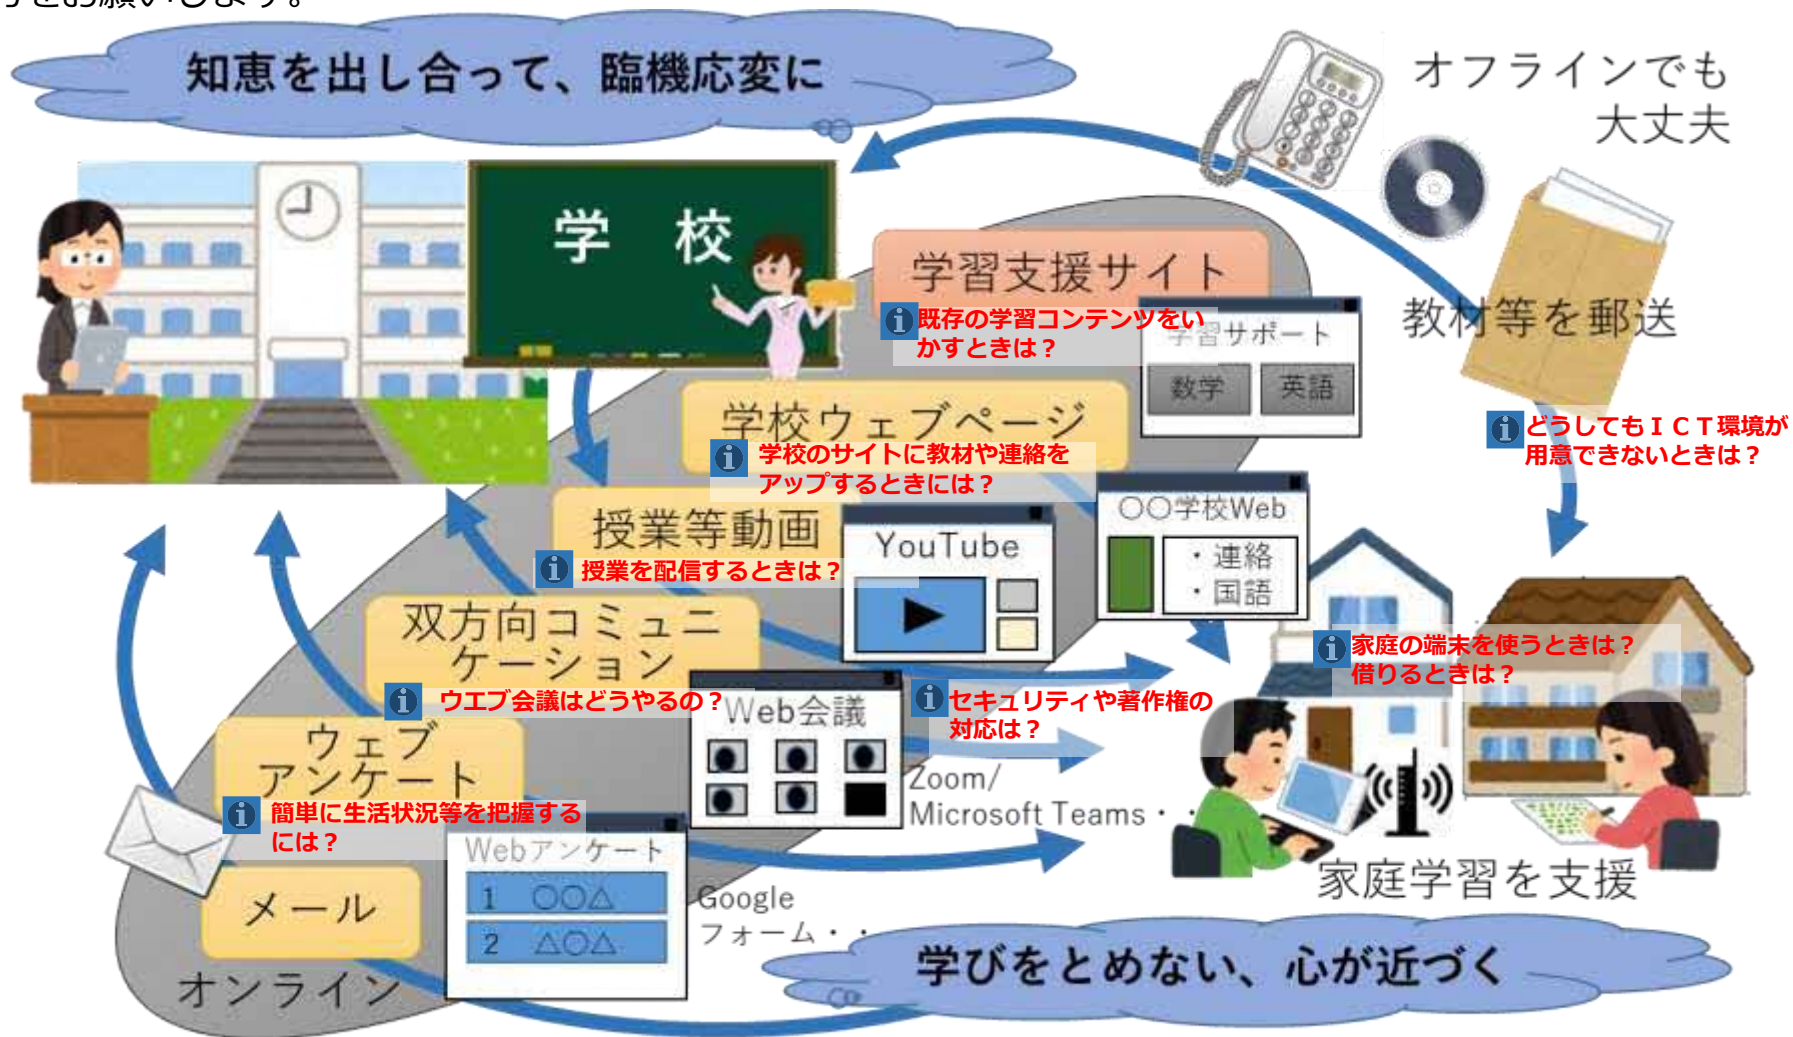 をお願いします。
知恵を出し合って、臨機応変に
オフラインでも
大丈夫
学 校
学習支援サイト
既存の学習コンテンツをい
かすときは？
学習サポート
数学 英語
教材等を郵送
どうしてもＩＣＴ環境が
用意できないときは？
学校ウェブページ
学校のサイトに教材や連絡を
アップするときには？
〇〇学校Web
・連絡
・国語
授業等動画
授業を配信するときは？
YouTube
双方向コミュニ
ケーション
ウエブ会議はどうやるの？
Web会議
セキュリティや著作権の
対応は？
Zoom/
Microsoft Teams・・
家庭の端末を使うときは？
借りるときは？
家庭学習を支援
ウェブ
アンケート
簡単に生活状況等を把握する
には？
Webアンケート
1 〇〇△
2 △〇△
Google
フォーム・・
メール
オンライン
学びをとめない、心が近づく